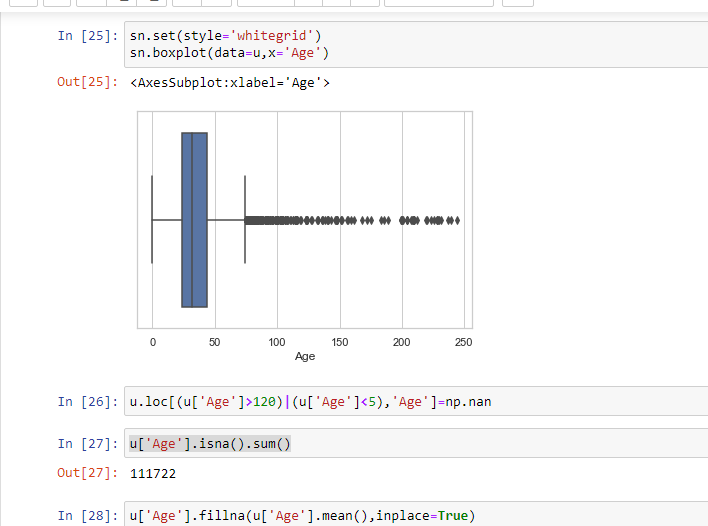 In [25]: sn.set(style='whitegrid')
sn.boxplot(data=u,x='Age')
Out[25]: <AxesSubplot:xlabel='Age'>
0 50 100 150 200 250
Age
In [26]: u.loc[(u['Age']>120)|(u['Age']<5),'Age']=np.nan
In [27]: u['Age'].isna().sum()
Out[27]: 111722
In [28]: u['Age'].fillna(u['Age'].mean(),inplace=True)